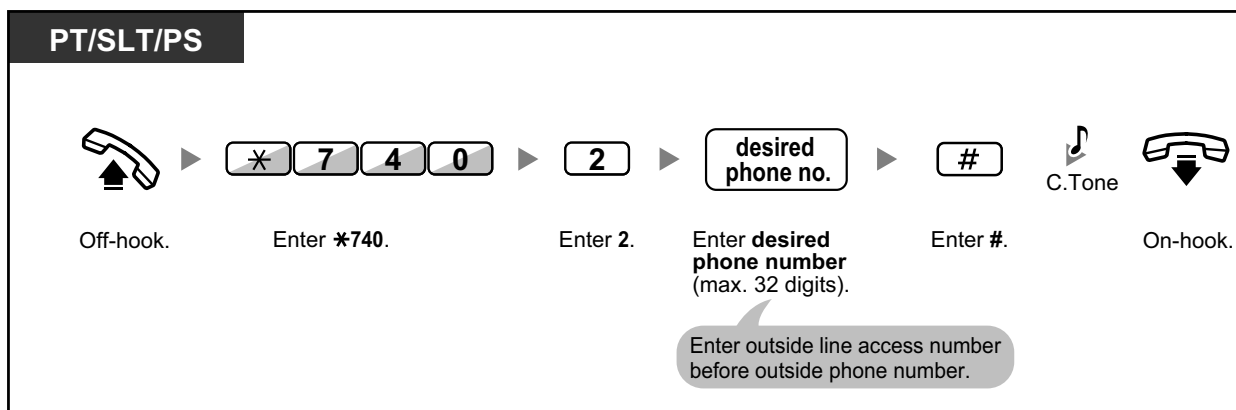 PT/SLT/PS
✳ 7 4 0
2
desired
phone no.
#
C.Tone
Off-hook.
Enter ✳740.
Enter 2.
Enter desired
phone number
(max. 32 digits).
Enter #.
On-hook.
Enter outside line access number
before outside phone number.